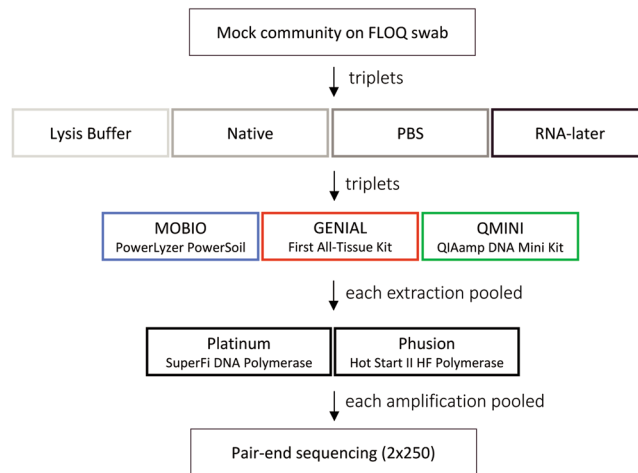 Mock community on FLOQ swab
triplets
Lysis Buffer
Native
PBS
RNA-later
triplets
MOBIO
PowerLyzer PowerSoil
GENIAL
First All-Tissue Kit
QMINI
QIAamp DNA Mini Kit
each extraction pooled
Platinum
SuperFi DNA Polymerase
Phusion
Hot Start II HF Polymerase
each amplification pooled
Pair-end sequencing (2x250)